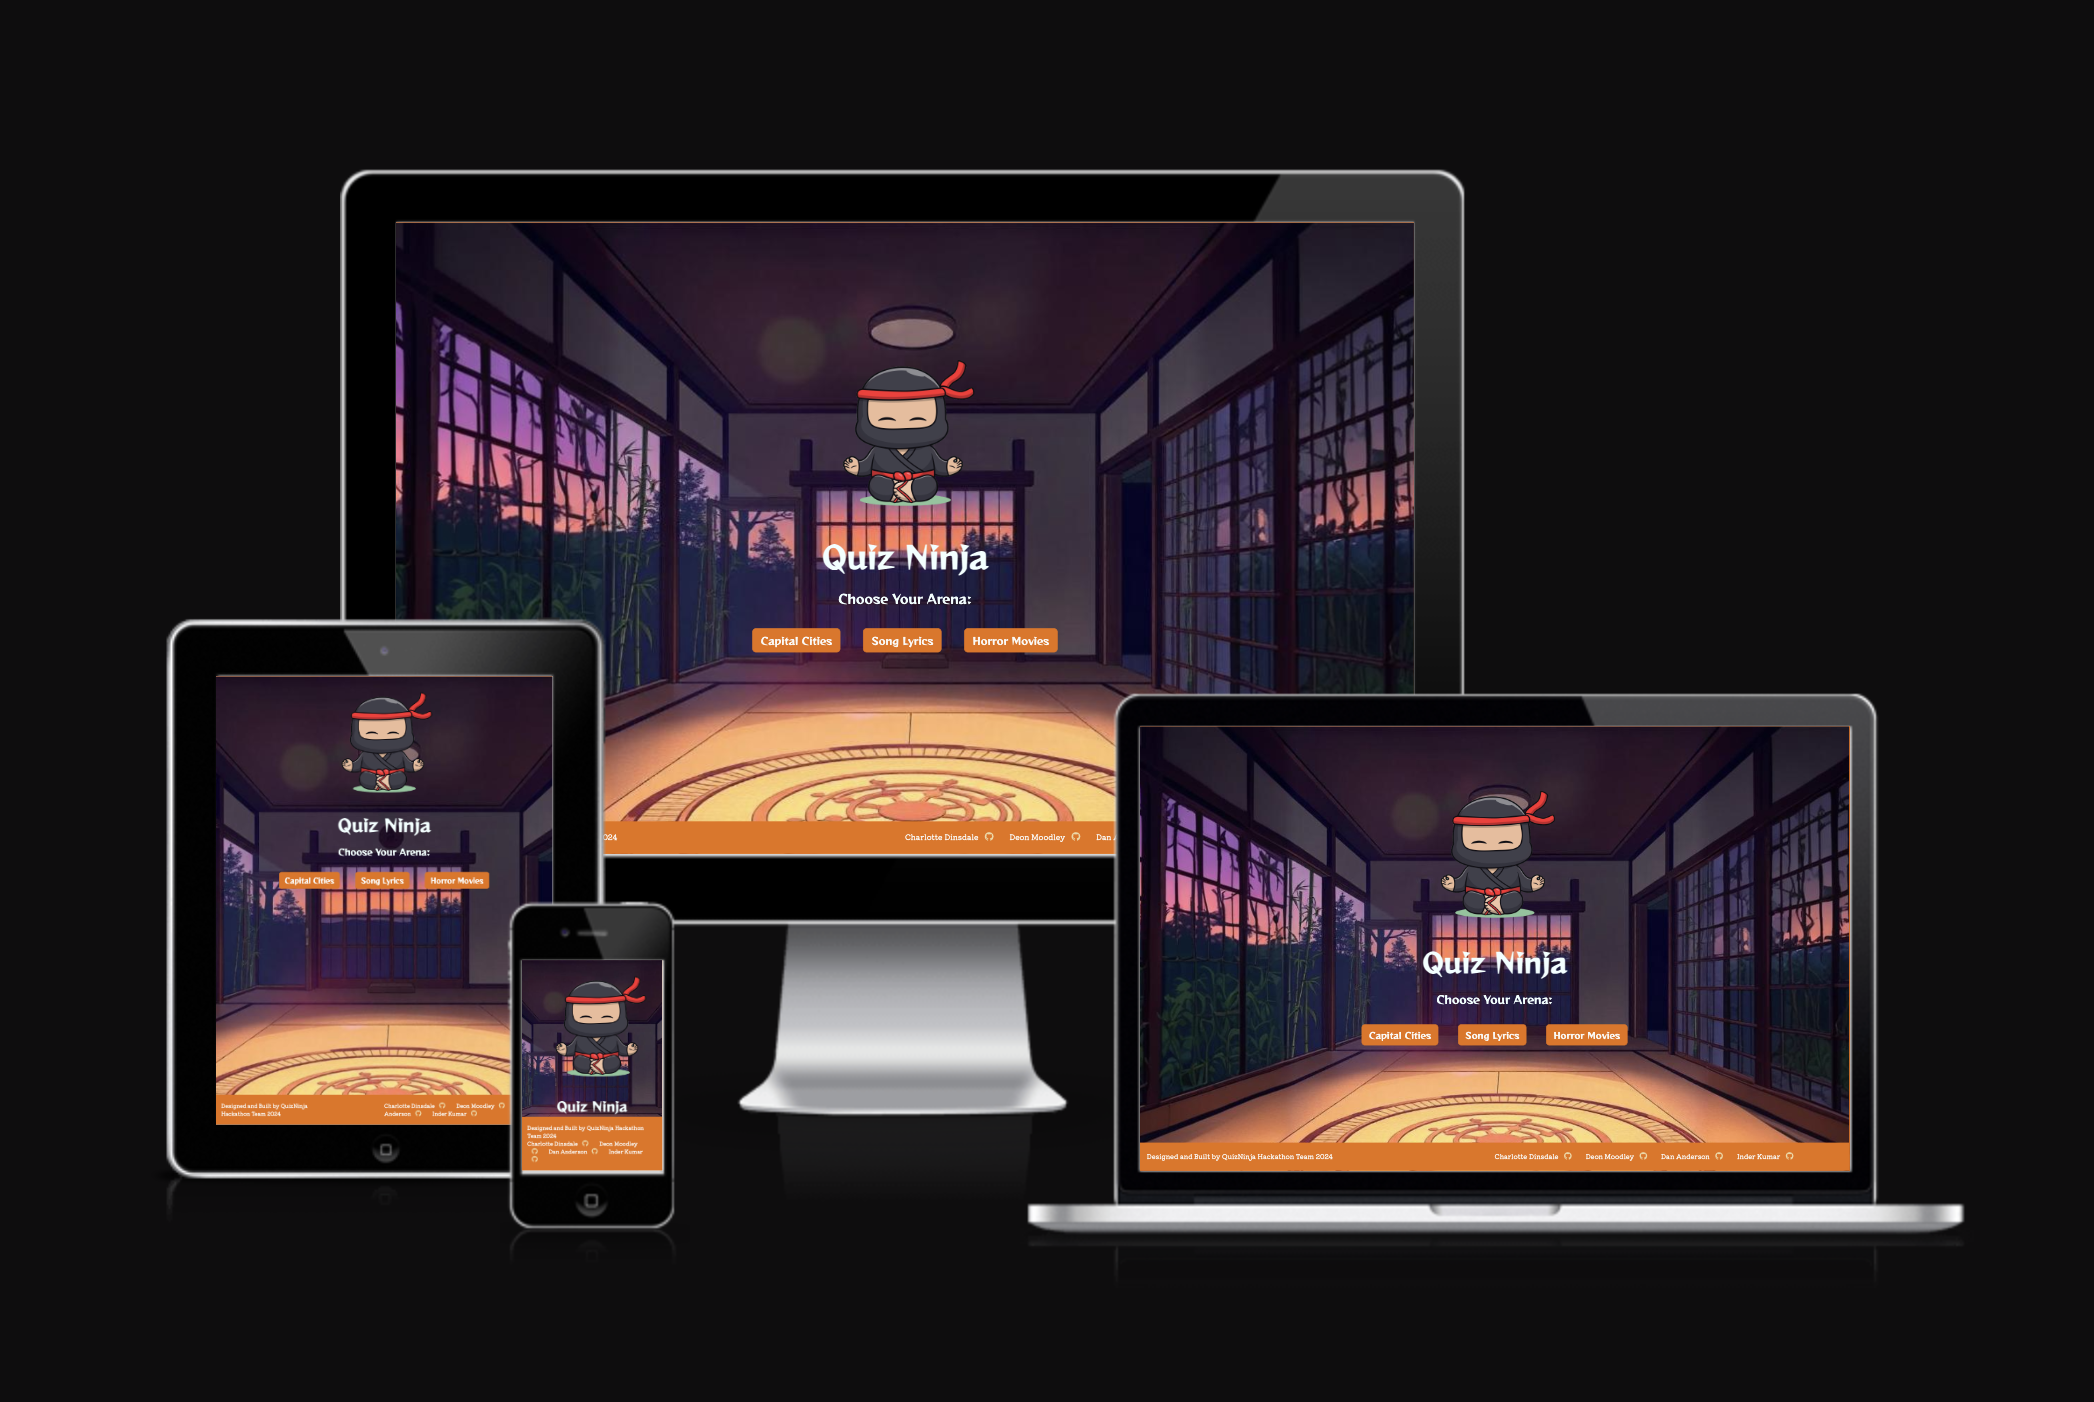 Quiz Ninja
Choose Your Arena:
Capital Cities Song Lyrics Horror Movies
024 Charlotte Dinsdale Deon Moodley Dan
Quiz Ninja
Choose Your Arena:
Capital Cities Song Lyrics Horror Movies
Designed and Built by QuizNinja
Hackathon Team 2024
Charlotte Dinsdale Deon Moodley
Anderson Inder Kumar
Quiz Ninja
Designed and Built by QuizNinja Hackathon
Team 2024
Charlotte Dinsdale Deon Moodley
Dan Anderson Inder Kumar
Quiz Ninja
Choose Your Arena:
Capital Cities Song Lyrics Horror Movies
Designed and Built by QuizNinja Hackathon Team 2024 Charlotte Dinsdale Deon Moodley Dan Anderson Inder Kumar